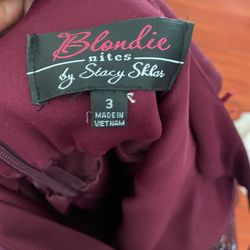 Blondie
nites
by Stacy Sklar
3
MADE IN
VIETNAM